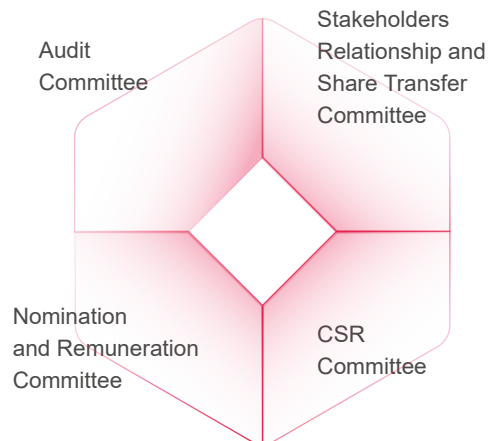 Audit
Committee
Stakeholders
Relationship and
Share Transfer
Committee
Nomination
and Remuneration
Committee
CSR
Committee